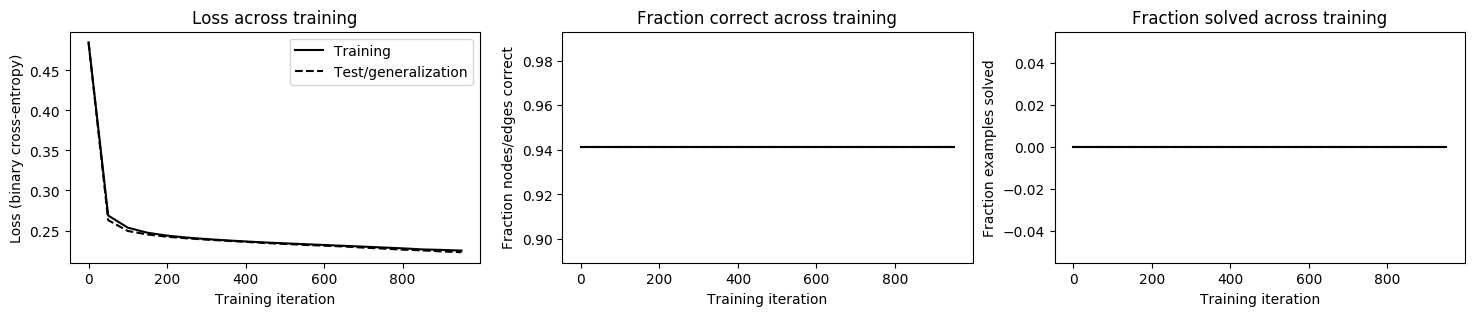 Loss across training
Loss (binary cross-entropy)
0.45
0.40
0.35
0.30
0.25
Training
Test/generalization
0 200 400 600 800
Training iteration
Fraction correct across training
Fraction nodes/edges correct
0.98
0.96
0.94
0.92
0.90
0 200 400 600 800
Training iteration
Fraction solved across training
Fraction examples solved
0.04
0.02
0.00
−0.02
−0.04
0 200 400 600 800
Training iteration